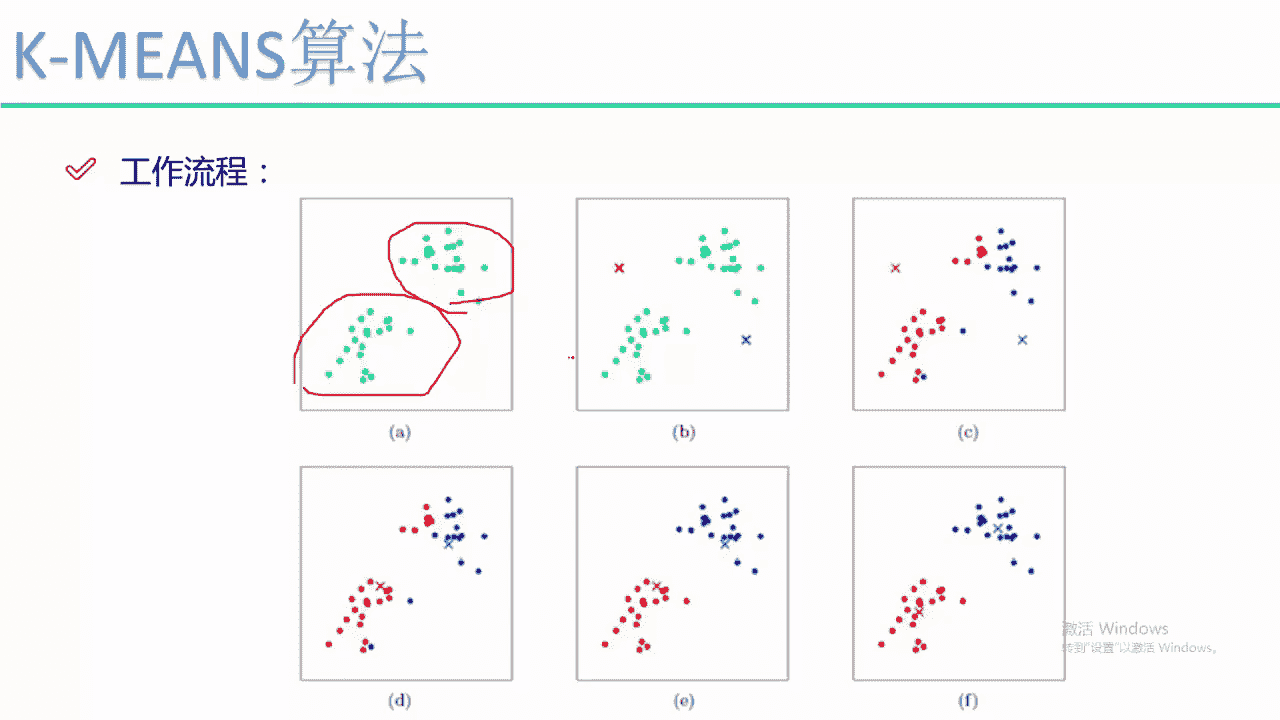 K-MEANS算法
工作流程：
(a)
(b)
(c)
(d)
(e)
(f)
激活 Windows
转到"设置"以激活 Windows。